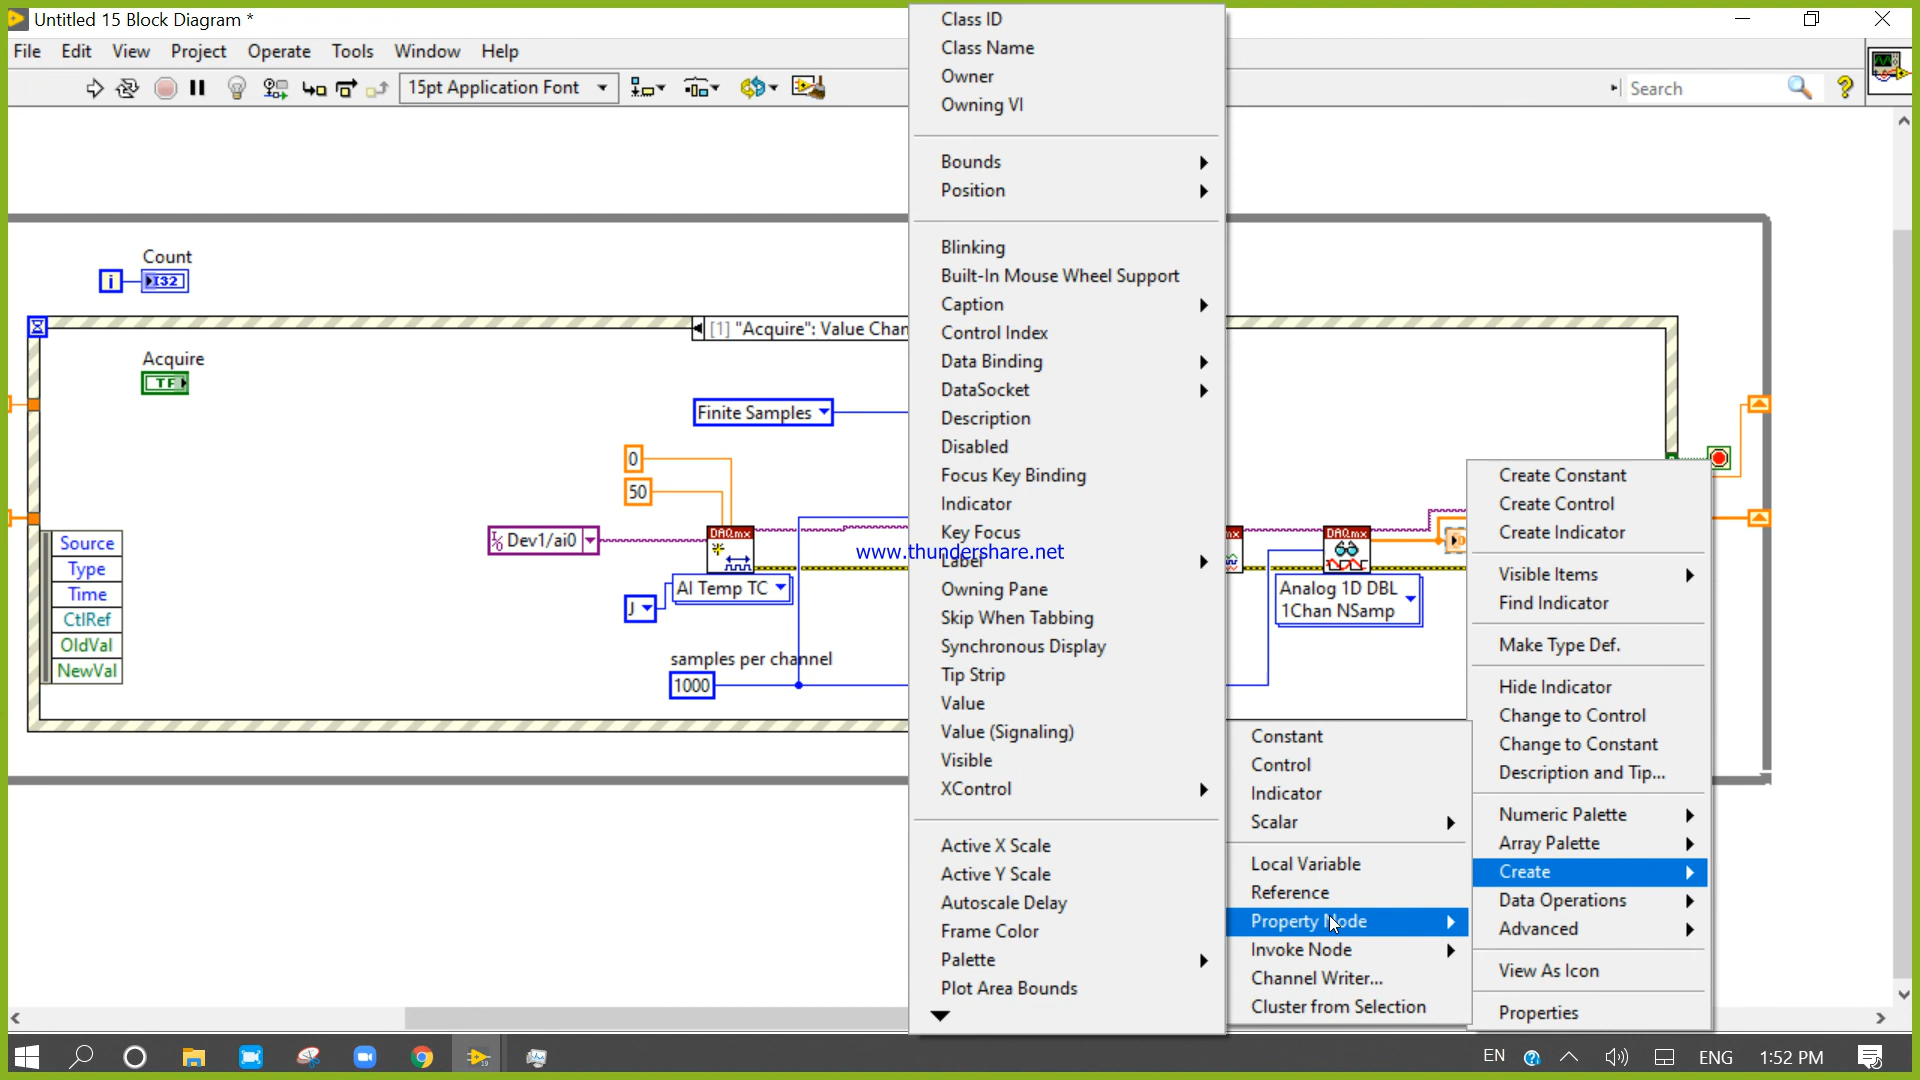 Untitled 15 Block Diagram *
File Edit View Project Operate Tools Window Help
15pt Application Font
Search
Count
i
I32
[1] "Acquire": Value Chan
Acquire
TF
Finite Samples
0
50
I/O Dev1/ai0
DAQmx
AI Temp TC
J
samples per channel
1000
Source
Type
Time
CtlRef
OldVal
NewVal
DAQmx
Analog 1D DBL
1Chan NSamp
www.thundershare.net
Class ID
Class Name
Owner
Owning VI
Bounds
Position
Blinking
Built-In Mouse Wheel Support
Caption
Control Index
Data Binding
DataSocket
Description
Disabled
Focus Key Binding
Indicator
Key Focus
Label
Owning Pane
Skip When Tabbing
Synchronous Display
Tip Strip
Value
Value (Signaling)
Visible
XControl
Active X Scale
Active Y Scale
Autoscale Delay
Frame Color
Palette
Plot Area Bounds
Constant
Control
Indicator
Scalar
Local Variable
Reference
Property Node
Invoke Node
Channel Writer...
Cluster from Selection
Create Constant
Create Control
Create Indicator
Visible Items
Find Indicator
Make Type Def.
Hide Indicator
Change to Control
Change to Constant
Description and Tip...
Numeric Palette
Array Palette
Create
Data Operations
Advanced
View As Icon
Properties
EN ENG 1:52 PM